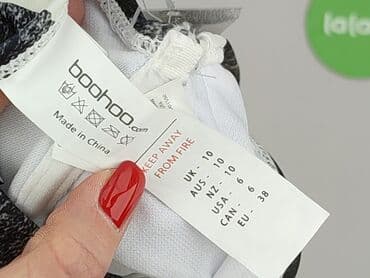 boohoo.com
Made in China
KEEP AWAY
FROM FIRE
UK - 10
AUS - 10
NZ - 10
USA - 6
CAN - 6
EU - 38